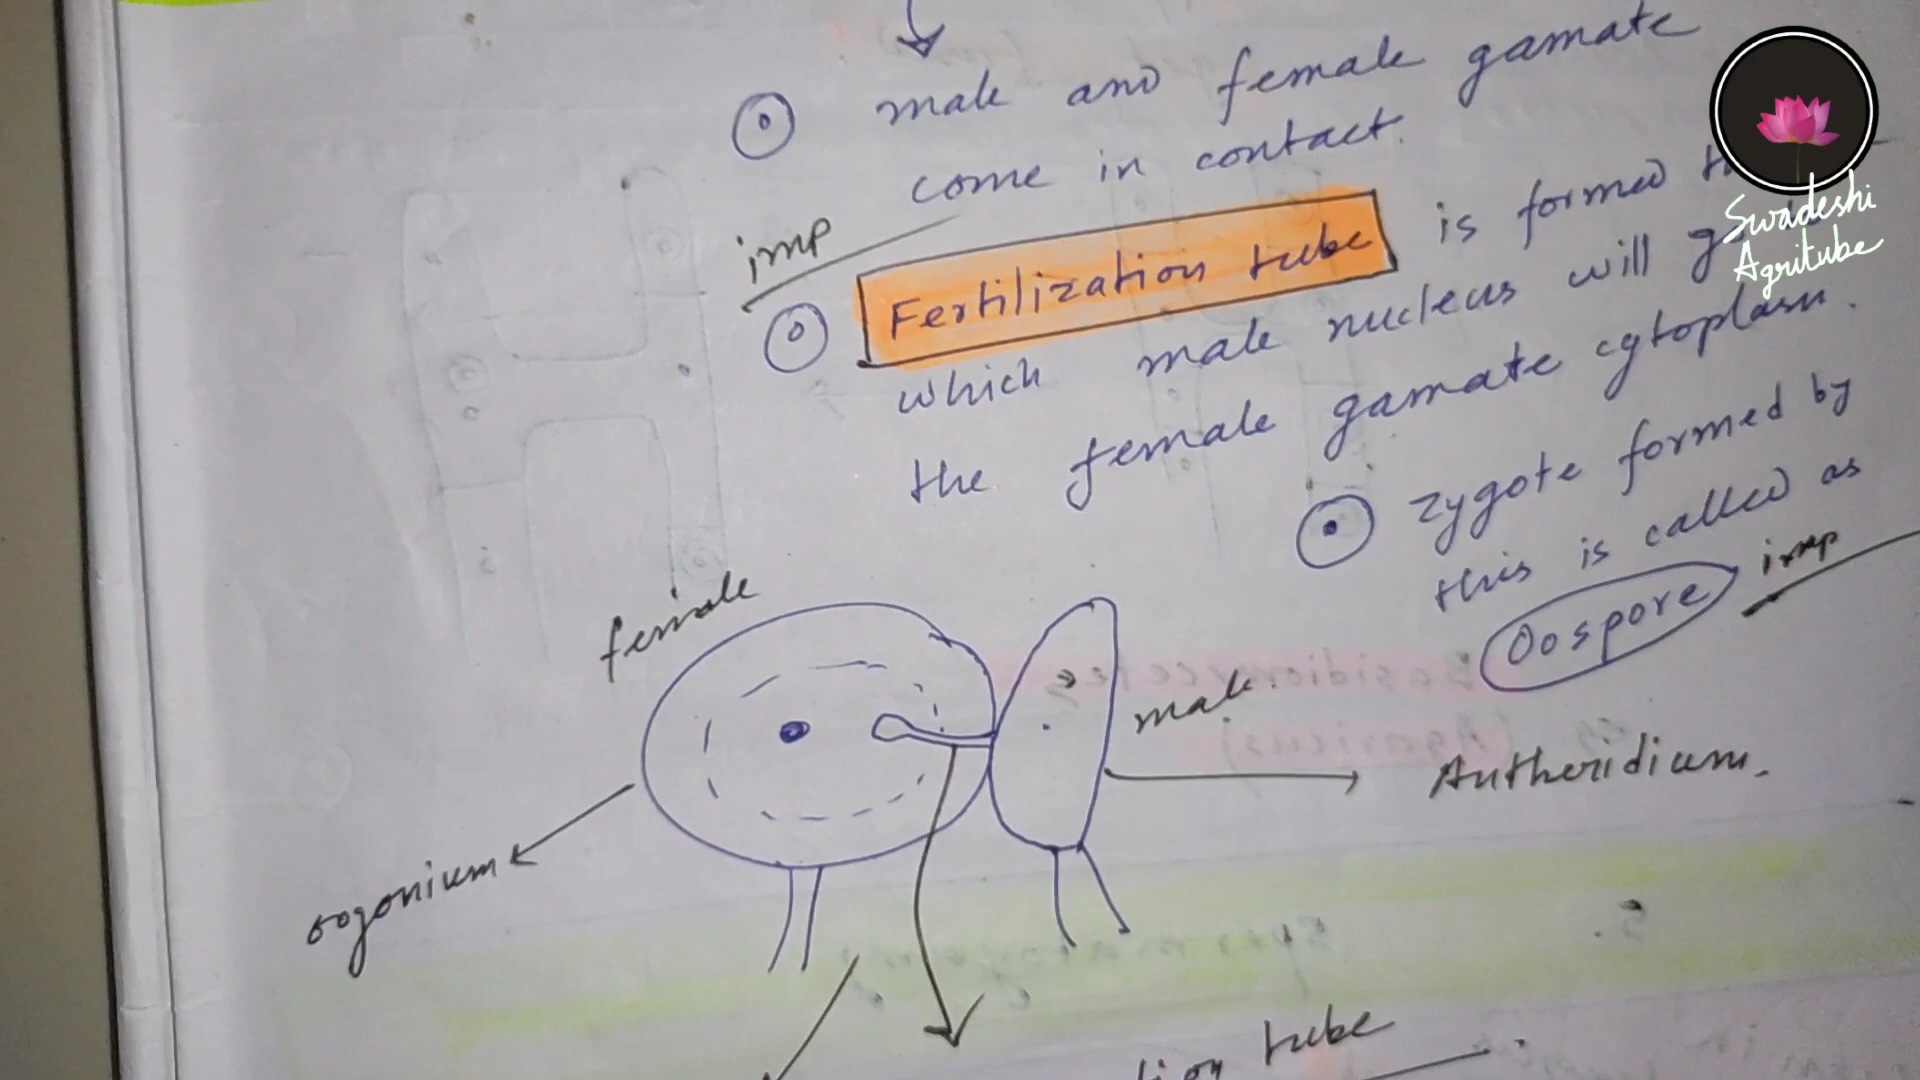 male and female gamate
come in contact.
imp
Fertilization tube is formed
which male nucleus will
the female gamate cytoplasm.
zygote formed by
this is called as
Oospore imp
female
male.
Antheridium.
oogonium
tube
Swadeshi
Agritube